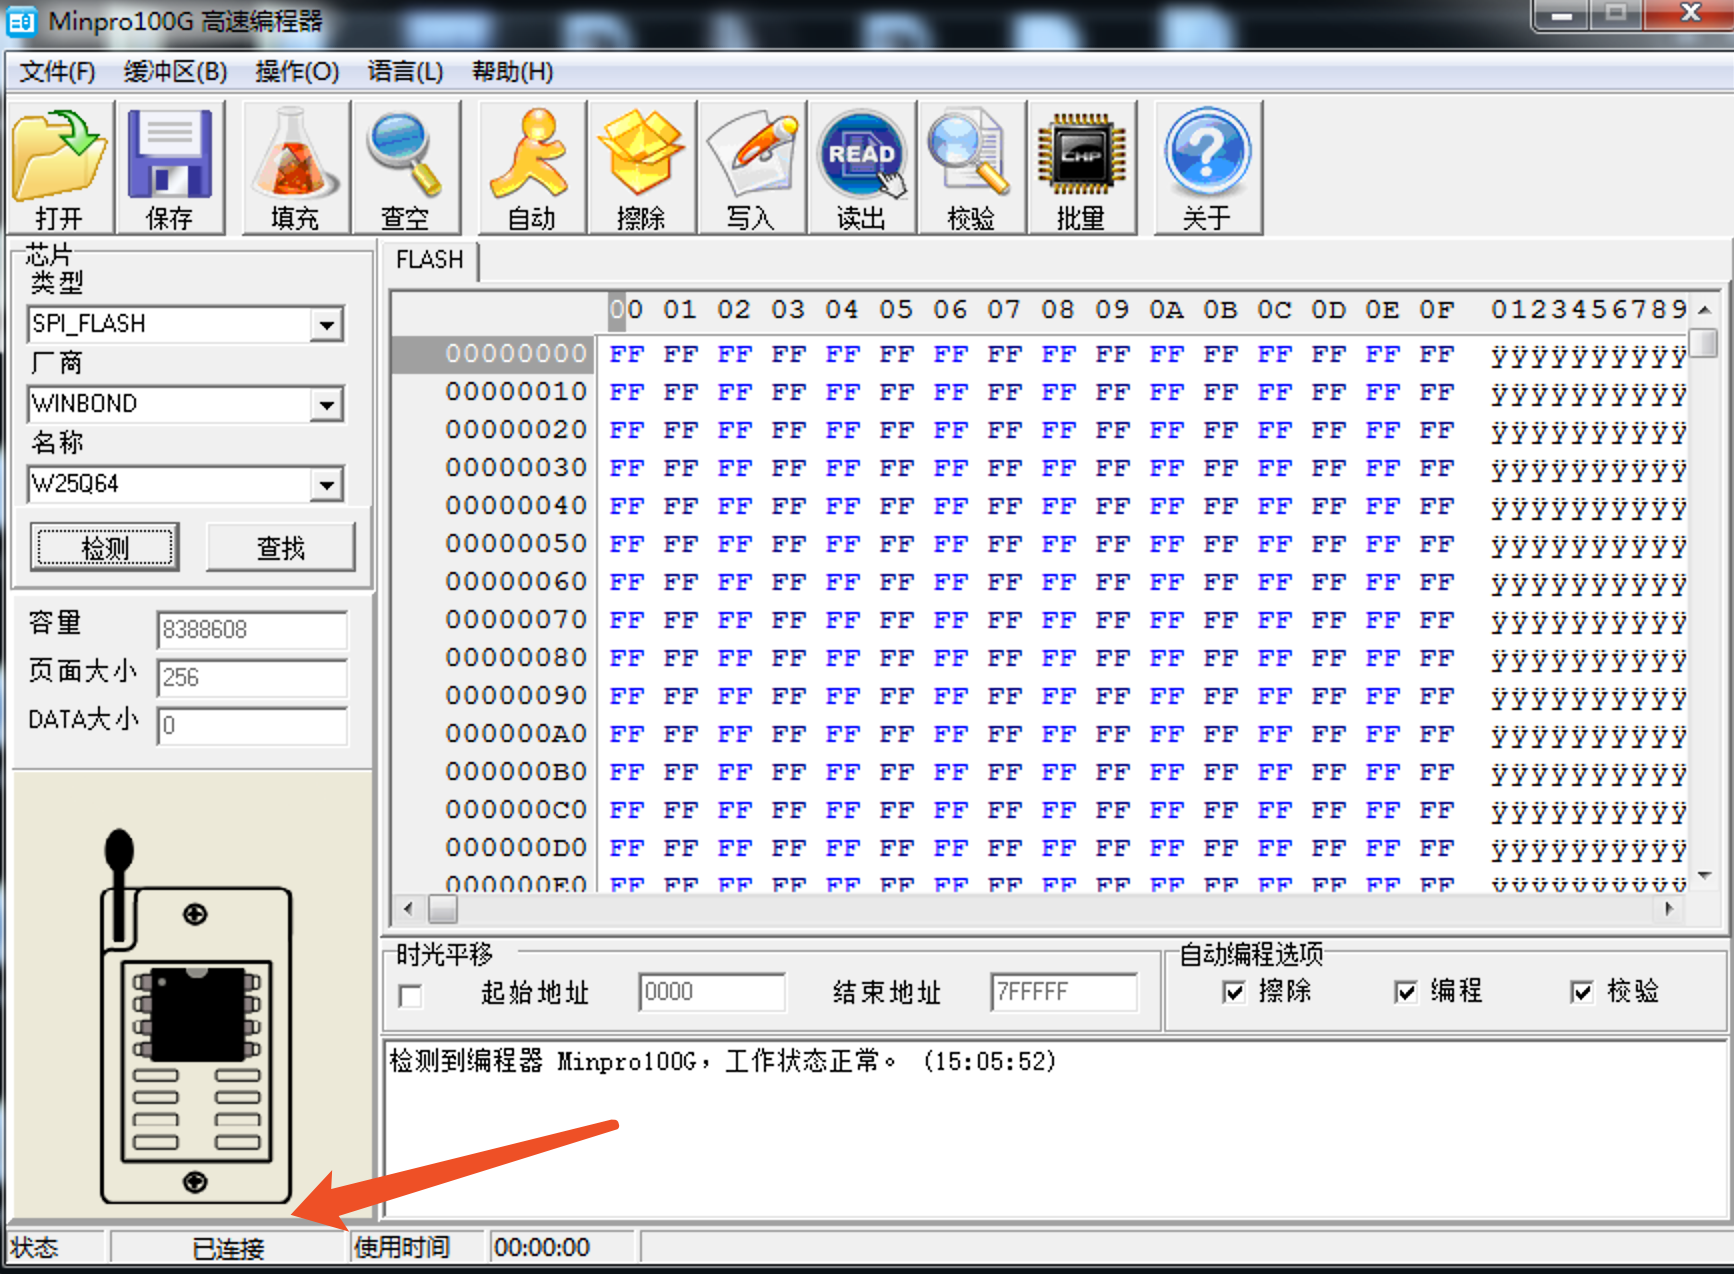 Minpro100G 高速编程器
文件(F) 缓冲区(B) 操作(O) 语言(L) 帮助(H)
READ CHP
打开 保存 填充 查空 自动 擦除 写入 读出 校验 批量 关于
芯片
类型
SPI_FLASH
厂商
WINBOND
名称
W25Q64
检测 查找
容量 8388608
页面大小 256
DATA大小 0
FLASH
00 01 02 03 04 05 06 07 08 09 0A 0B 0C 0D 0E 0F 0123456789
00000000 FF FF FF FF FF FF FF FF FF FF FF FF FF FF FF FF ÿÿÿÿÿÿÿÿÿÿ
00000010 FF FF FF FF FF FF FF FF FF FF FF FF FF FF FF FF ÿÿÿÿÿÿÿÿÿÿ
00000020 FF FF FF FF FF FF FF FF FF FF FF FF FF FF FF FF ÿÿÿÿÿÿÿÿÿÿ
00000030 FF FF FF FF FF FF FF FF FF FF FF FF FF FF FF FF ÿÿÿÿÿÿÿÿÿÿ
00000040 FF FF FF FF FF FF FF FF FF FF FF FF FF FF FF FF ÿÿÿÿÿÿÿÿÿÿ
00000050 FF FF FF FF FF FF FF FF FF FF FF FF FF FF FF FF ÿÿÿÿÿÿÿÿÿÿ
00000060 FF FF FF FF FF FF FF FF FF FF FF FF FF FF FF FF ÿÿÿÿÿÿÿÿÿÿ
00000070 FF FF FF FF FF FF FF FF FF FF FF FF FF FF FF FF ÿÿÿÿÿÿÿÿÿÿ
00000080 FF FF FF FF FF FF FF FF FF FF FF FF FF FF FF FF ÿÿÿÿÿÿÿÿÿÿ
00000090 FF FF FF FF FF FF FF FF FF FF FF FF FF FF FF FF ÿÿÿÿÿÿÿÿÿÿ
000000A0 FF FF FF FF FF FF FF FF FF FF FF FF FF FF FF FF ÿÿÿÿÿÿÿÿÿÿ
000000B0 FF FF FF FF FF FF FF FF FF FF FF FF FF FF FF FF ÿÿÿÿÿÿÿÿÿÿ
000000C0 FF FF FF FF FF FF FF FF FF FF FF FF FF FF FF FF ÿÿÿÿÿÿÿÿÿÿ
000000D0 FF FF FF FF FF FF FF FF FF FF FF FF FF FF FF FF ÿÿÿÿÿÿÿÿÿÿ
000000E0 FF FF FF FF FF FF FF FF FF FF FF FF FF FF FF FF ÿÿÿÿÿÿÿÿÿÿ
时光平移
起始地址 0000 结束地址 7FFFFF
自动编程选项
擦除 编程 校验
检测到编程器 Minpro100G，工作状态正常。 (15:05:52)
状态 已连接 使用时间 00:00:00